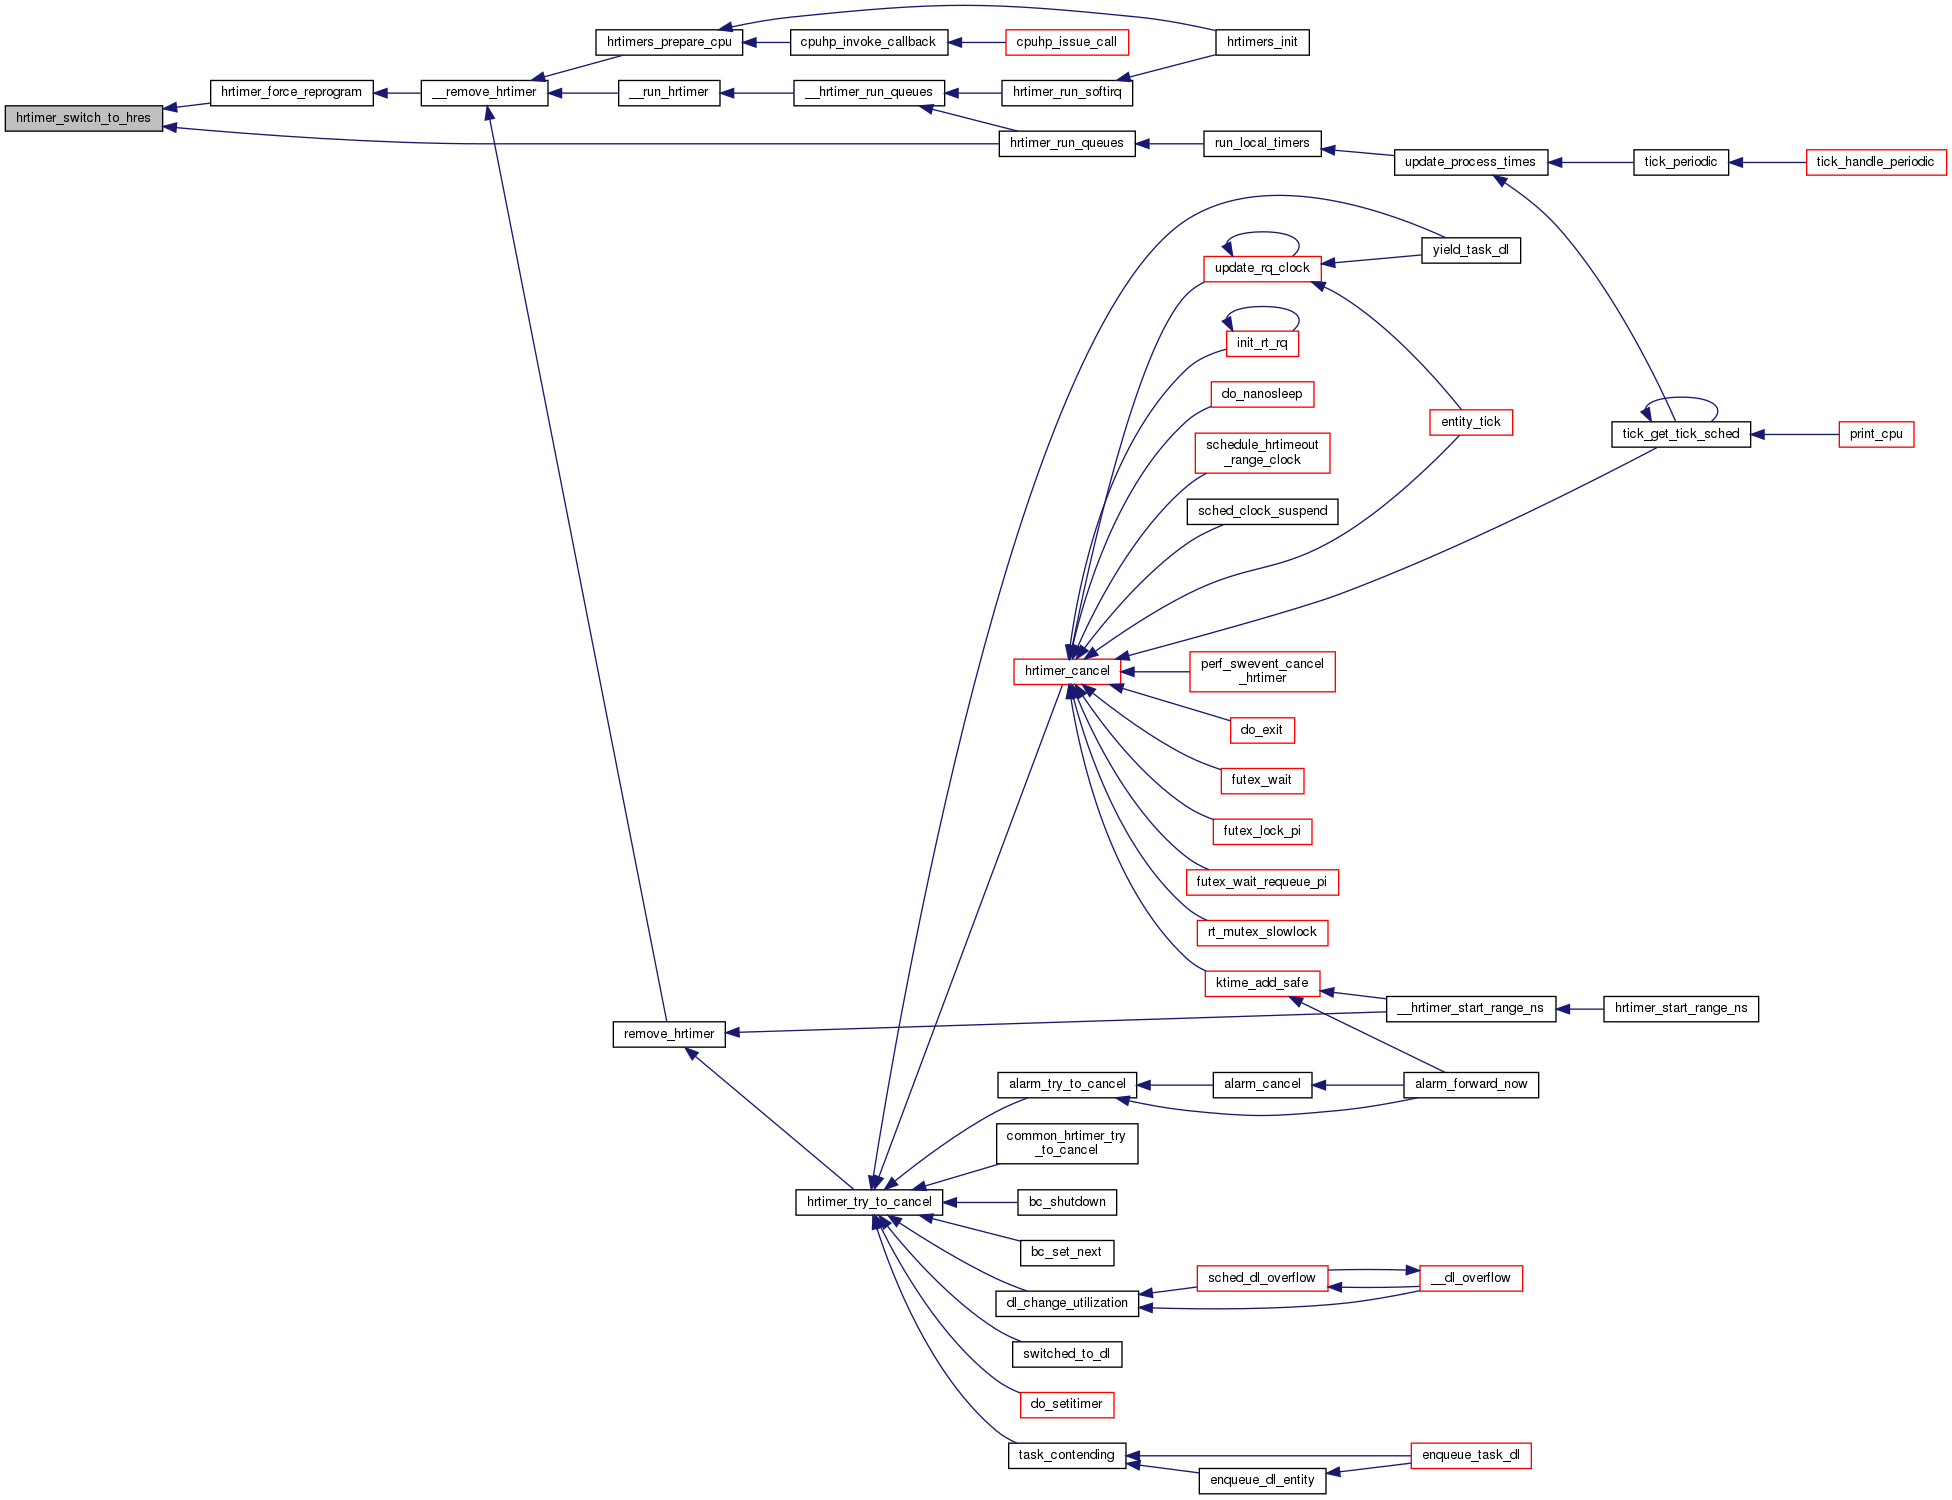 hrtimers_prepare_cpu
cpuhp_invoke_callback
cpuhp_issue_call
hrtimers_init
hrtimer_switch_to_hres
hrtimer_force_reprogram
__remove_hrtimer
__run_hrtimer
__hrtimer_run_queues
hrtimer_run_softirq
hrtimer_run_queues
run_local_timers
update_process_times
tick_periodic
tick_handle_periodic
yield_task_dl
update_rq_clock
init_rt_rq
do_nanosleep
entity_tick
schedule_hrtimeout
_range_clock
tick_get_tick_sched
print_cpu
sched_clock_suspend
hrtimer_cancel
perf_swevent_cancel
_hrtimer
do_exit
futex_wait
futex_lock_pi
futex_wait_requeue_pi
rt_mutex_slowlock
ktime_add_safe
__hrtimer_start_range_ns
hrtimer_start_range_ns
remove_hrtimer
alarm_try_to_cancel
alarm_cancel
alarm_forward_now
common_hrtimer_try
_to_cancel
hrtimer_try_to_cancel
bc_shutdown
bc_set_next
dl_change_utilization
sched_dl_overflow
__dl_overflow
switched_to_dl
do_setitimer
task_contending
enqueue_dl_entity
enqueue_task_dl